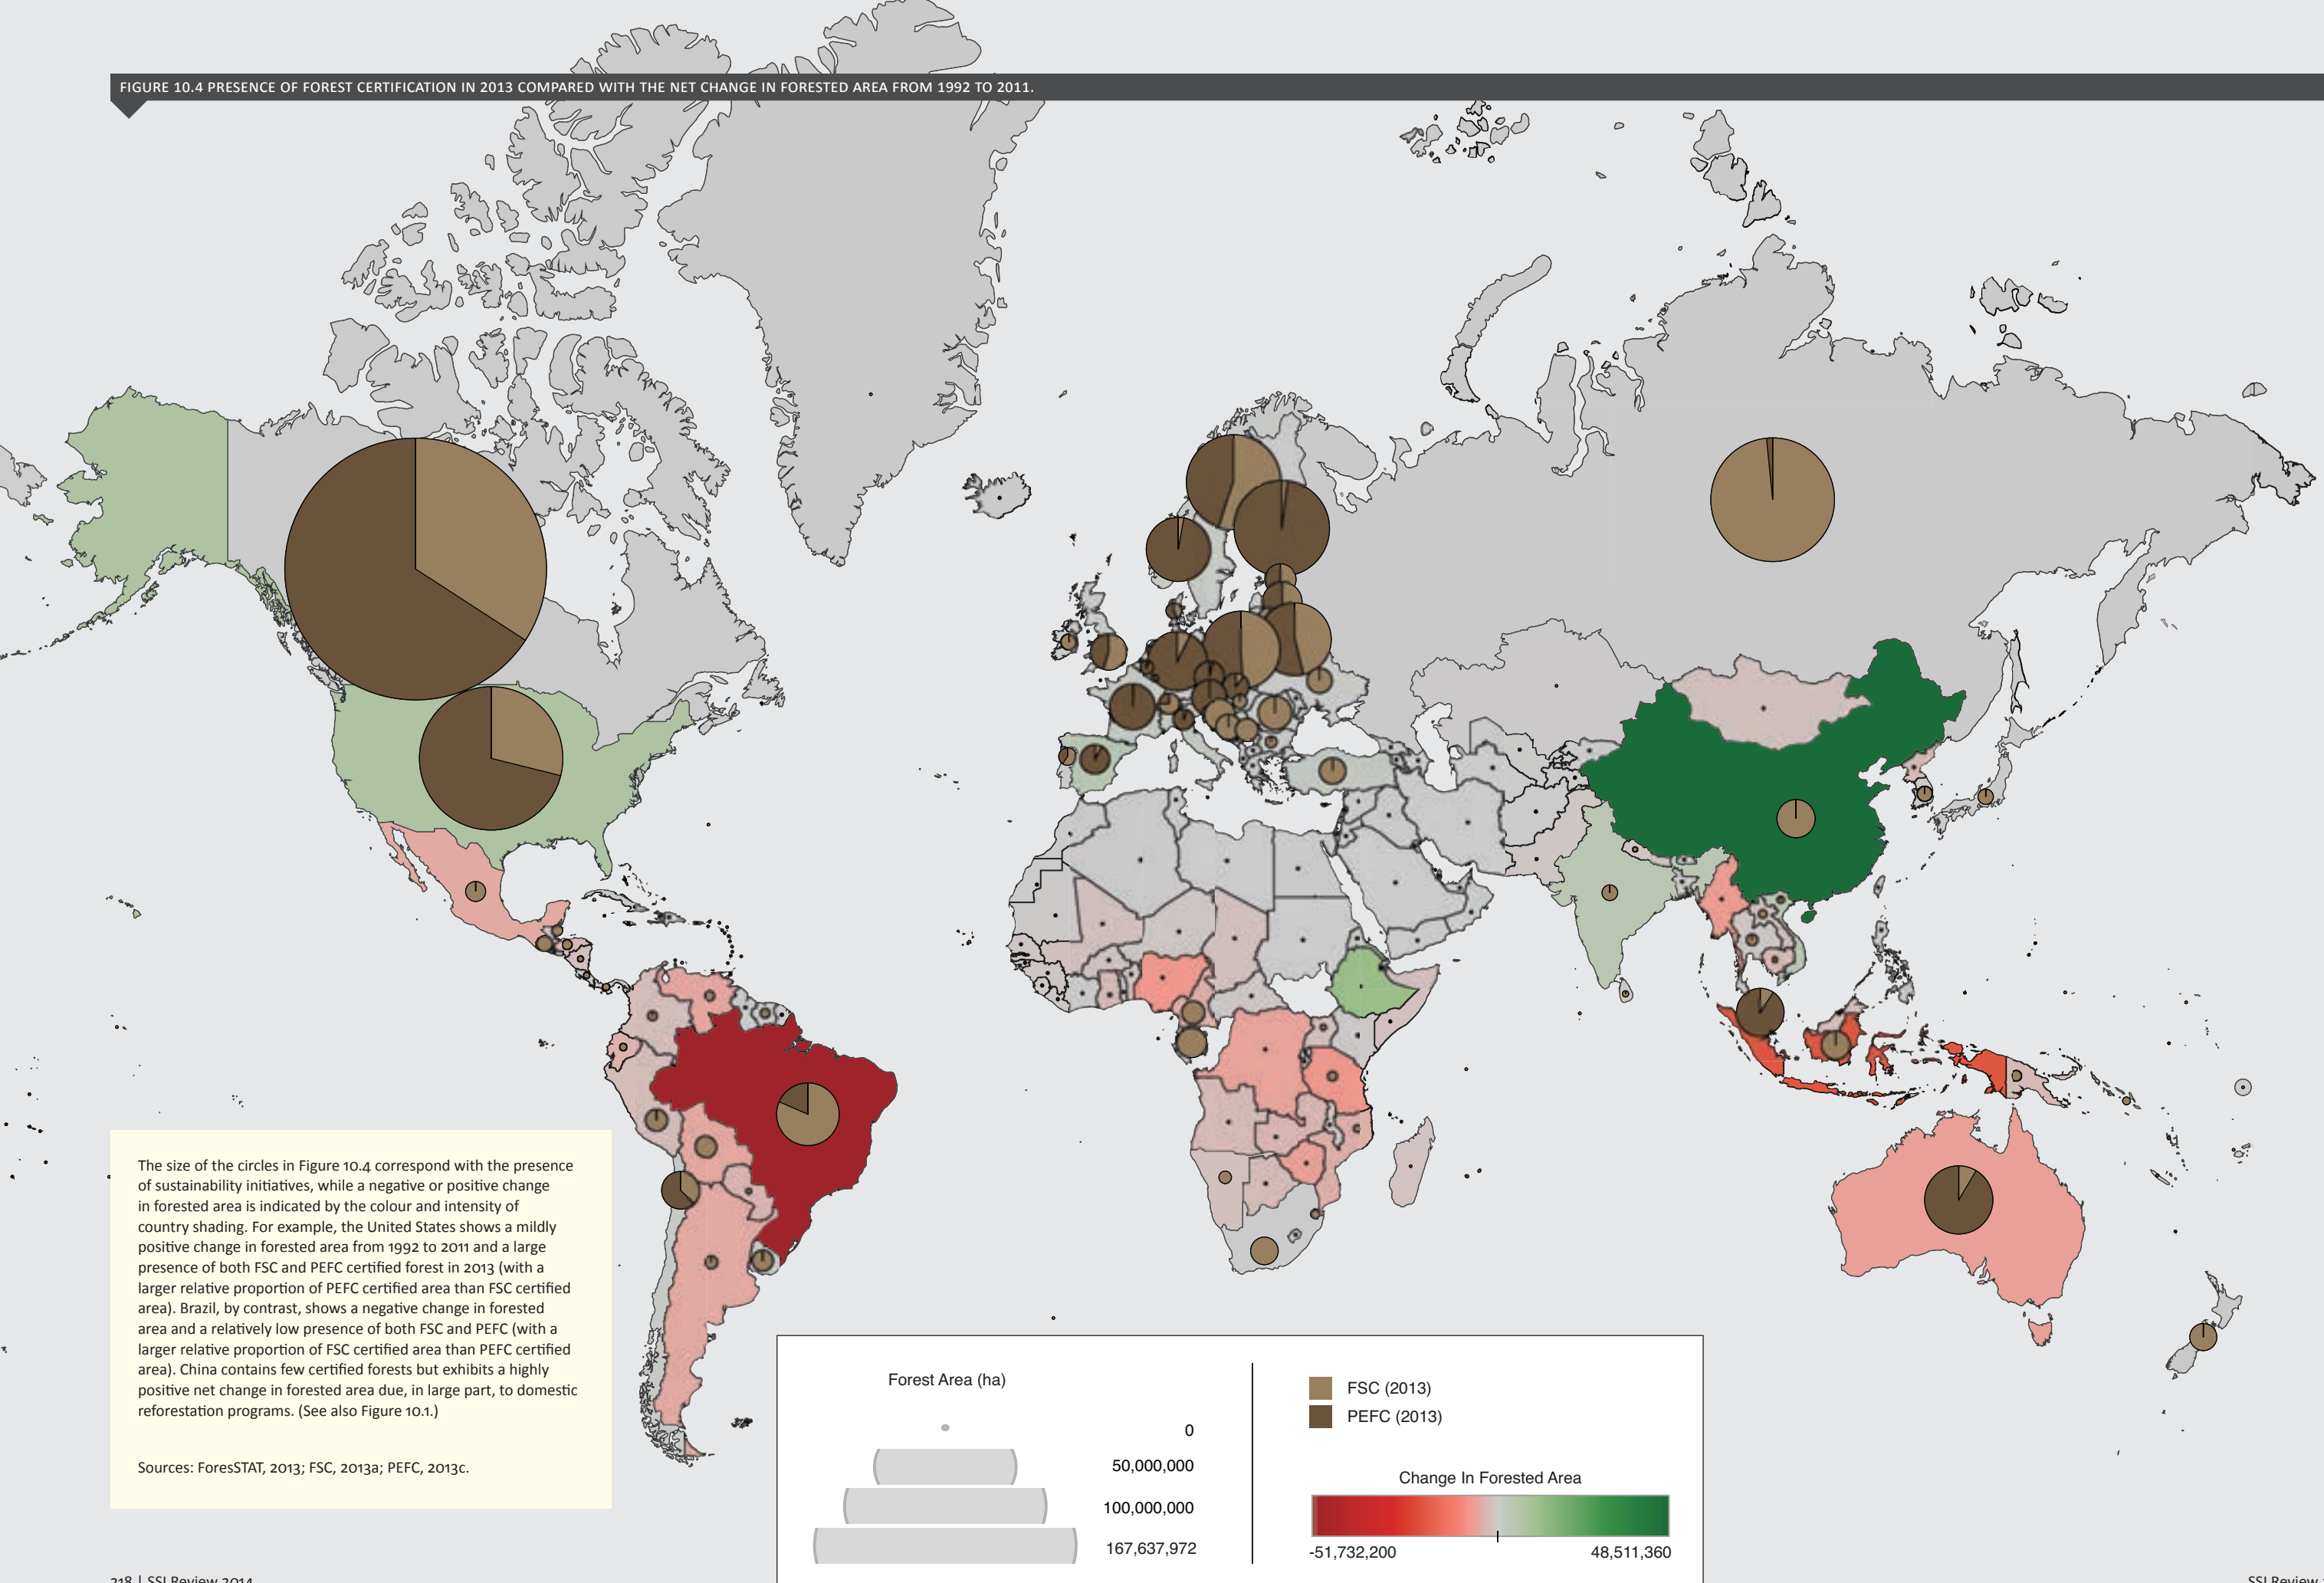 FIGURE 10.4 PRESENCE OF FOREST CERTIFICATION IN 2013 COMPARED WITH THE NET CHANGE IN FORESTED AREA FROM 1992 TO 2011.
The size of the circles in Figure 10.4 correspond with the presence
of sustainability initiatives, while a negative or positive change
in forested area is indicated by the colour and intensity of
country shading. For example, the United States shows a mildly
positive change in forested area from 1992 to 2011 and a large
presence of both FSC and PEFC certified forest in 2013 (with a
larger relative proportion of PEFC certified area than FSC certified
area). Brazil, by contrast, shows a negative change in forested
area and a relatively low presence of both FSC and PEFC (with a
larger relative proportion of FSC certified area than PEFC certified
area). China contains few certified forests but exhibits a highly
positive net change in forested area due, in large part, to domestic
reforestation programs. (See also Figure 10.1.)
Sources: ForesSTAT, 2013; FSC, 2013a; PEFC, 2013c.
Forest Area (ha)
0
50,000,000
100,000,000
167,637,972
FSC (2013)
PEFC (2013)
Change In Forested Area
-51,732,200 48,511,360
218 | SSI Review 2014
SSI Review